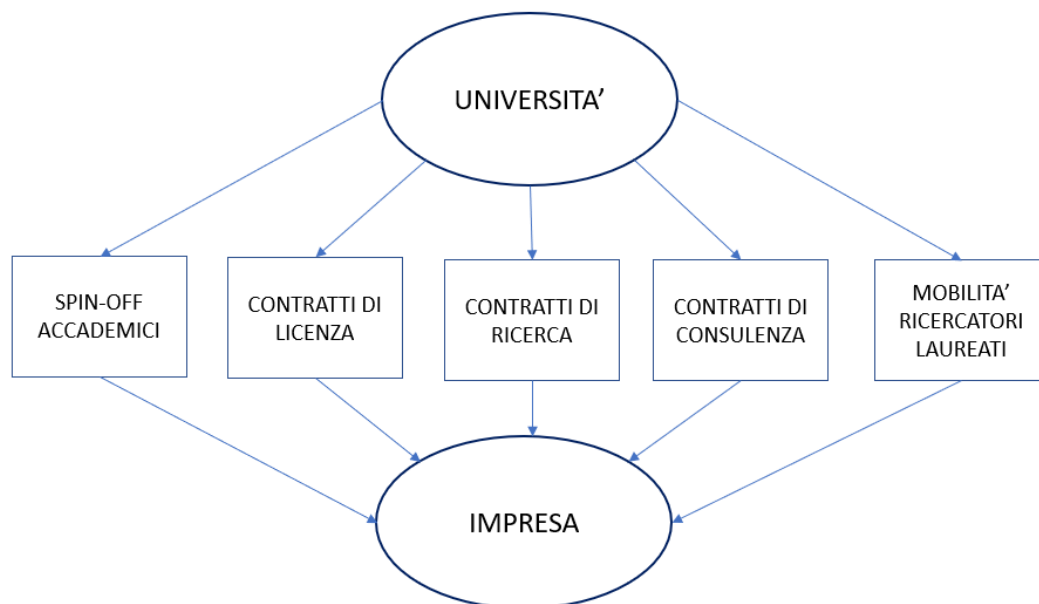 UNIVERSITA'
SPIN-OFF
ACCADEMICI
CONTRATTI DI
LICENZA
CONTRATTI DI
RICERCA
CONTRATTI DI
CONSULENZA
MOBILITA'
RICERCATORI
LAUREATI
IMPRESA